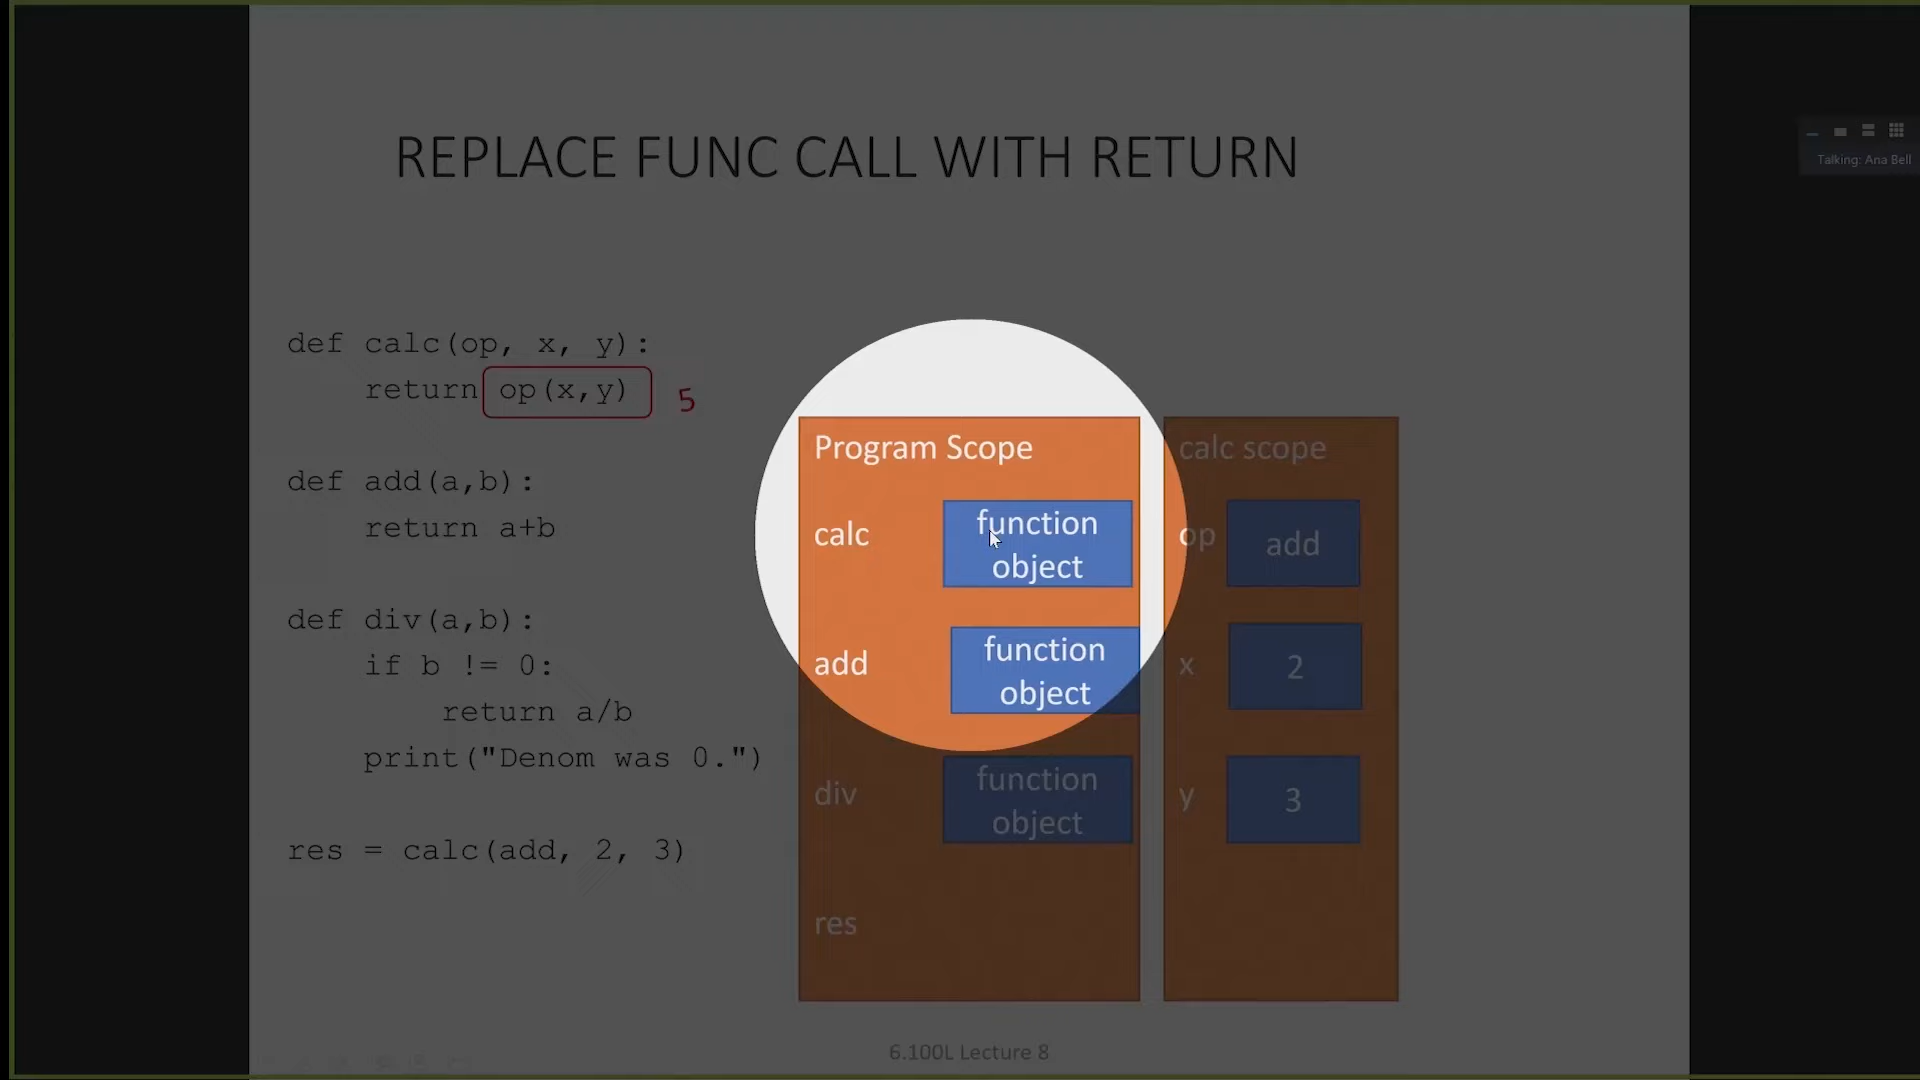 REPLACE FUNC CALL WITH RETURN
Talking: Ana Bell
def calc(op, x, y):
    return op(x,y) 5
def add(a,b):
    return a+b
def div(a,b):
    if b != 0:
        return a/b
    print("Denom was 0.")
res = calc(add, 2, 3)
Program Scope
calc function
object
add function
object
div function
object
res
calc scope
op add
x 2
y 3
6.100L Lecture 8